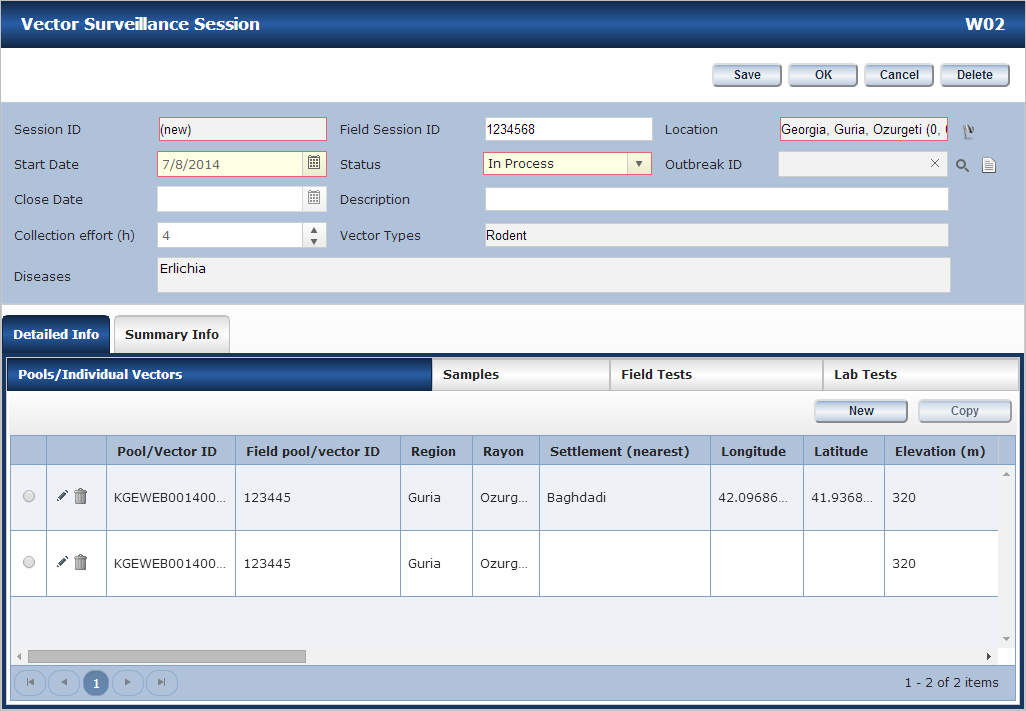 Vector Surveillance Session W02
Save OK Cancel Delete
Session ID (new) Field Session ID 1234568 Location Georgia, Guria, Ozurgeti (0,
Start Date 7/8/2014 Status In Process Outbreak ID
Close Date Description
Collection effort (h) 4 Vector Types Rodent
Diseases Erlichia
Detailed Info Summary Info
Pools/Individual Vectors Samples Field Tests Lab Tests
New Copy
Pool/Vector ID Field pool/vector ID Region Rayon Settlement (nearest) Longitude Latitude Elevation (m)
KGEWEB001400... 123445 Guria Ozurg... Baghdadi 42.09686... 41.9368... 320
KGEWEB001400... 123445 Guria Ozurg... 320
1 1 - 2 of 2 items